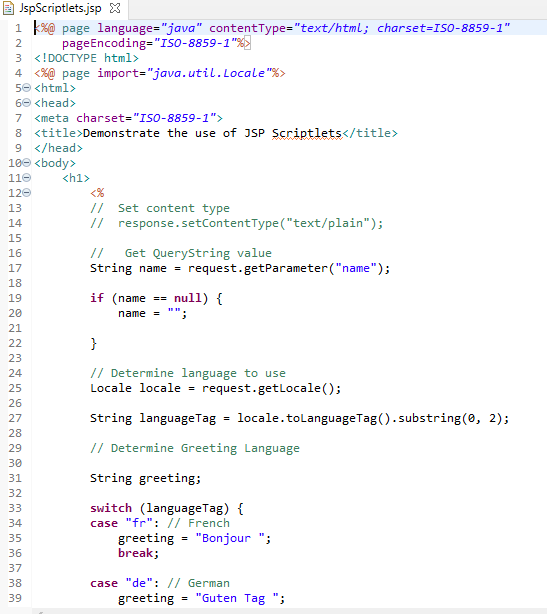 JspScriptlets.jsp
1 <%@ page language="java" contentType="text/html; charset=ISO-8859-1"
2     pageEncoding="ISO-8859-1"%>
3 <!DOCTYPE html>
4 <%@ page import="java.util.Locale"%>
5 <html>
6 <head>
7 <meta charset="ISO-8859-1">
8 <title>Demonstrate the use of JSP Scriptlets</title>
9 </head>
10 <body>
11     <h1>
12         <%
13         //  Set content type
14         //  response.setContentType("text/plain");
15
16         //   Get QueryString value
17         String name = request.getParameter("name");
18
19         if (name == null) {
20             name = "";
21
22         }
23
24         // Determine language to use
25         Locale locale = request.getLocale();
26
27         String languageTag = locale.toLanguageTag().substring(0, 2);
28
29         // Determine Greeting Language
30
31         String greeting;
32
33         switch (languageTag) {
34         case "fr": // French
35             greeting = "Bonjour ";
36             break;
37
38         case "de": // German
39             greeting = "Guten Tag ";